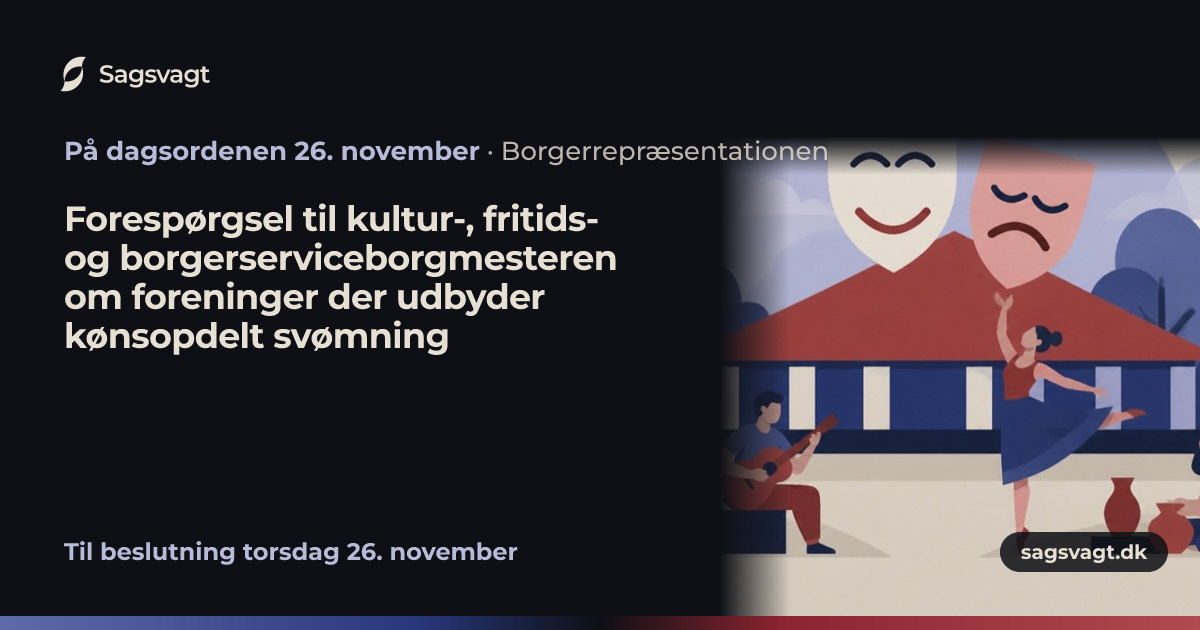 Sagsvagt
På dagsordenen 26. november · Borgerrepræsentationen
Forespørgsel til kultur-, fritids-
og borgerserviceborgmesteren
om foreninger der udbyder
kønsopdelt svømning
Til beslutning torsdag 26. november
sagsvagt.dk